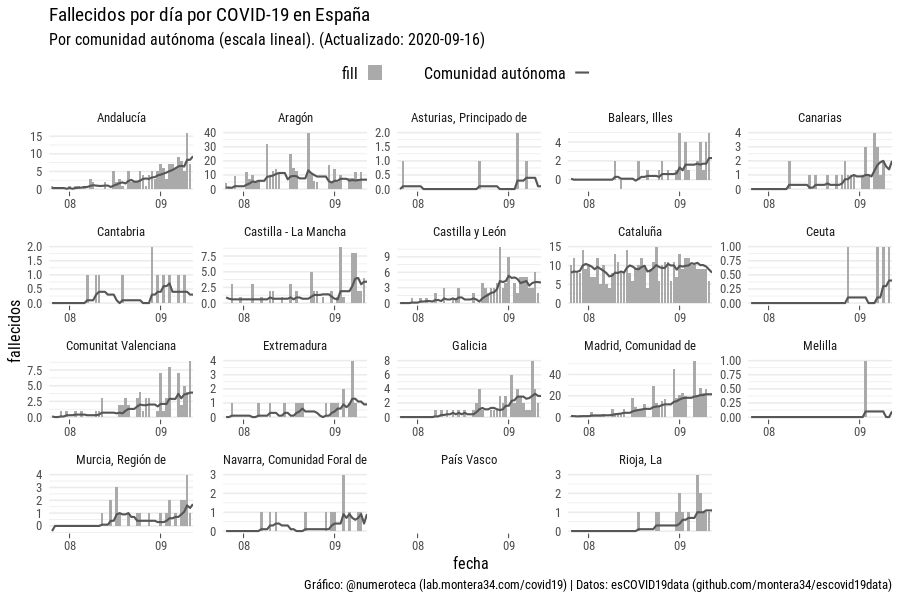 Fallecidos por día por COVID-19 en España
Por comunidad autónoma (escala lineal). (Actualizado: 2020-09-16)
fill Comunidad autónoma
fallecidos
Andalucía Aragón Asturias, Principado de Balears, Illes Canarias
15 10 5 0
40 30 20 10 0
2.0 1.5 1.0 0.5 0.0
4 2 0
4 3 2 1 0
08 09 08 09 08 09 08 09 08 09
Cantabria Castilla - La Mancha Castilla y León Cataluña Ceuta
2.0 1.5 1.0 0.5 0.0
7.5 5.0 2.5 0.0
9 6 3 0
15 10 5 0
1.00 0.75 0.50 0.25 0.00
08 09 08 09 08 09 08 09 08 09
Comunitat Valenciana Extremadura Galicia Madrid, Comunidad de Melilla
7.5 5.0 2.5 0.0
4 3 2 1 0
8 6 4 2 0
40 20 0
1.00 0.75 0.50 0.25 0.00
08 09 08 09 08 09 08 09 08 09
Murcia, Región de Navarra, Comunidad Foral de País Vasco Rioja, La
4 3 2 1 0
3 2 1 0
3 2 1 0
08 09 08 09 08 09 08 09
fecha
Gráfico: @numeroteca (lab.montera34.com/covid19) | Datos: esCOVID19data (github.com/montera34/escovid19data)